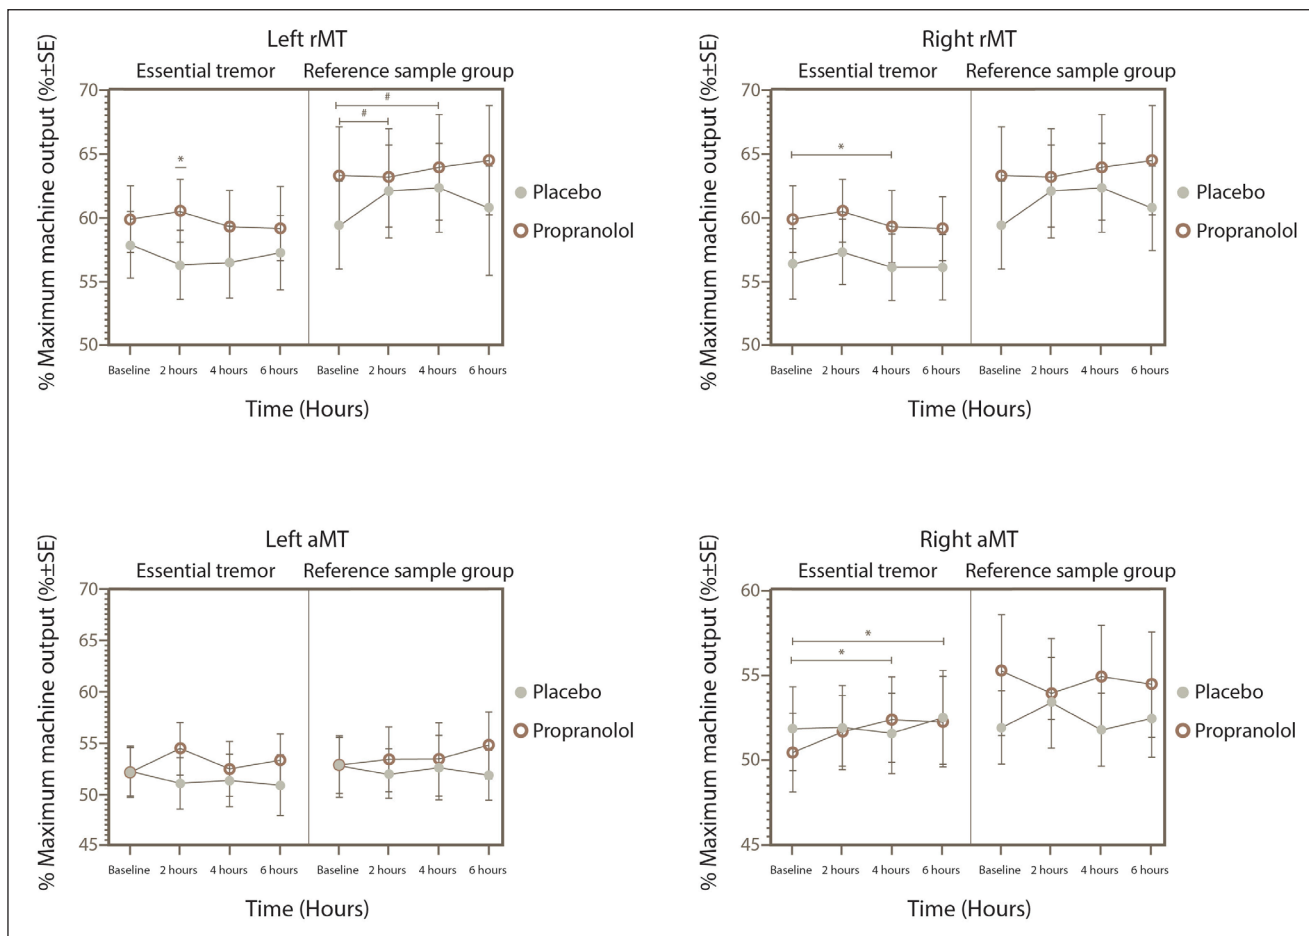 Left rMT
Essential tremor Reference sample group
% Maximum machine output (%±SE)
70
65
60
55
50
# 
#
*
Baseline 2 hours 4 hours 6 hours Baseline 2 hours 4 hours 6 hours
Time (Hours)
Placebo
Propranolol
Right rMT
Essential tremor Reference sample group
% Maximum machine output (%±SE)
70
65
60
55
50
*
Baseline 2 hours 4 hours 6 hours Baseline 2 hours 4 hours 6 hours
Time (Hours)
Placebo
Propranolol
Left aMT
Essential tremor Reference sample group
% Maximum machine output (%±SE)
70
65
60
55
50
45
Baseline 2 hours 4 hours 6 hours Baseline 2 hours 4 hours 6 hours
Time (Hours)
Placebo
Propranolol
Right aMT
Essential tremor Reference sample group
% Maximum machine output (%±SE)
60
55
50
45
*
*
Baseline 2 hours 4 hours 6 hours Baseline 2 hours 4 hours 6 hours
Time (Hours)
Placebo
Propranolol